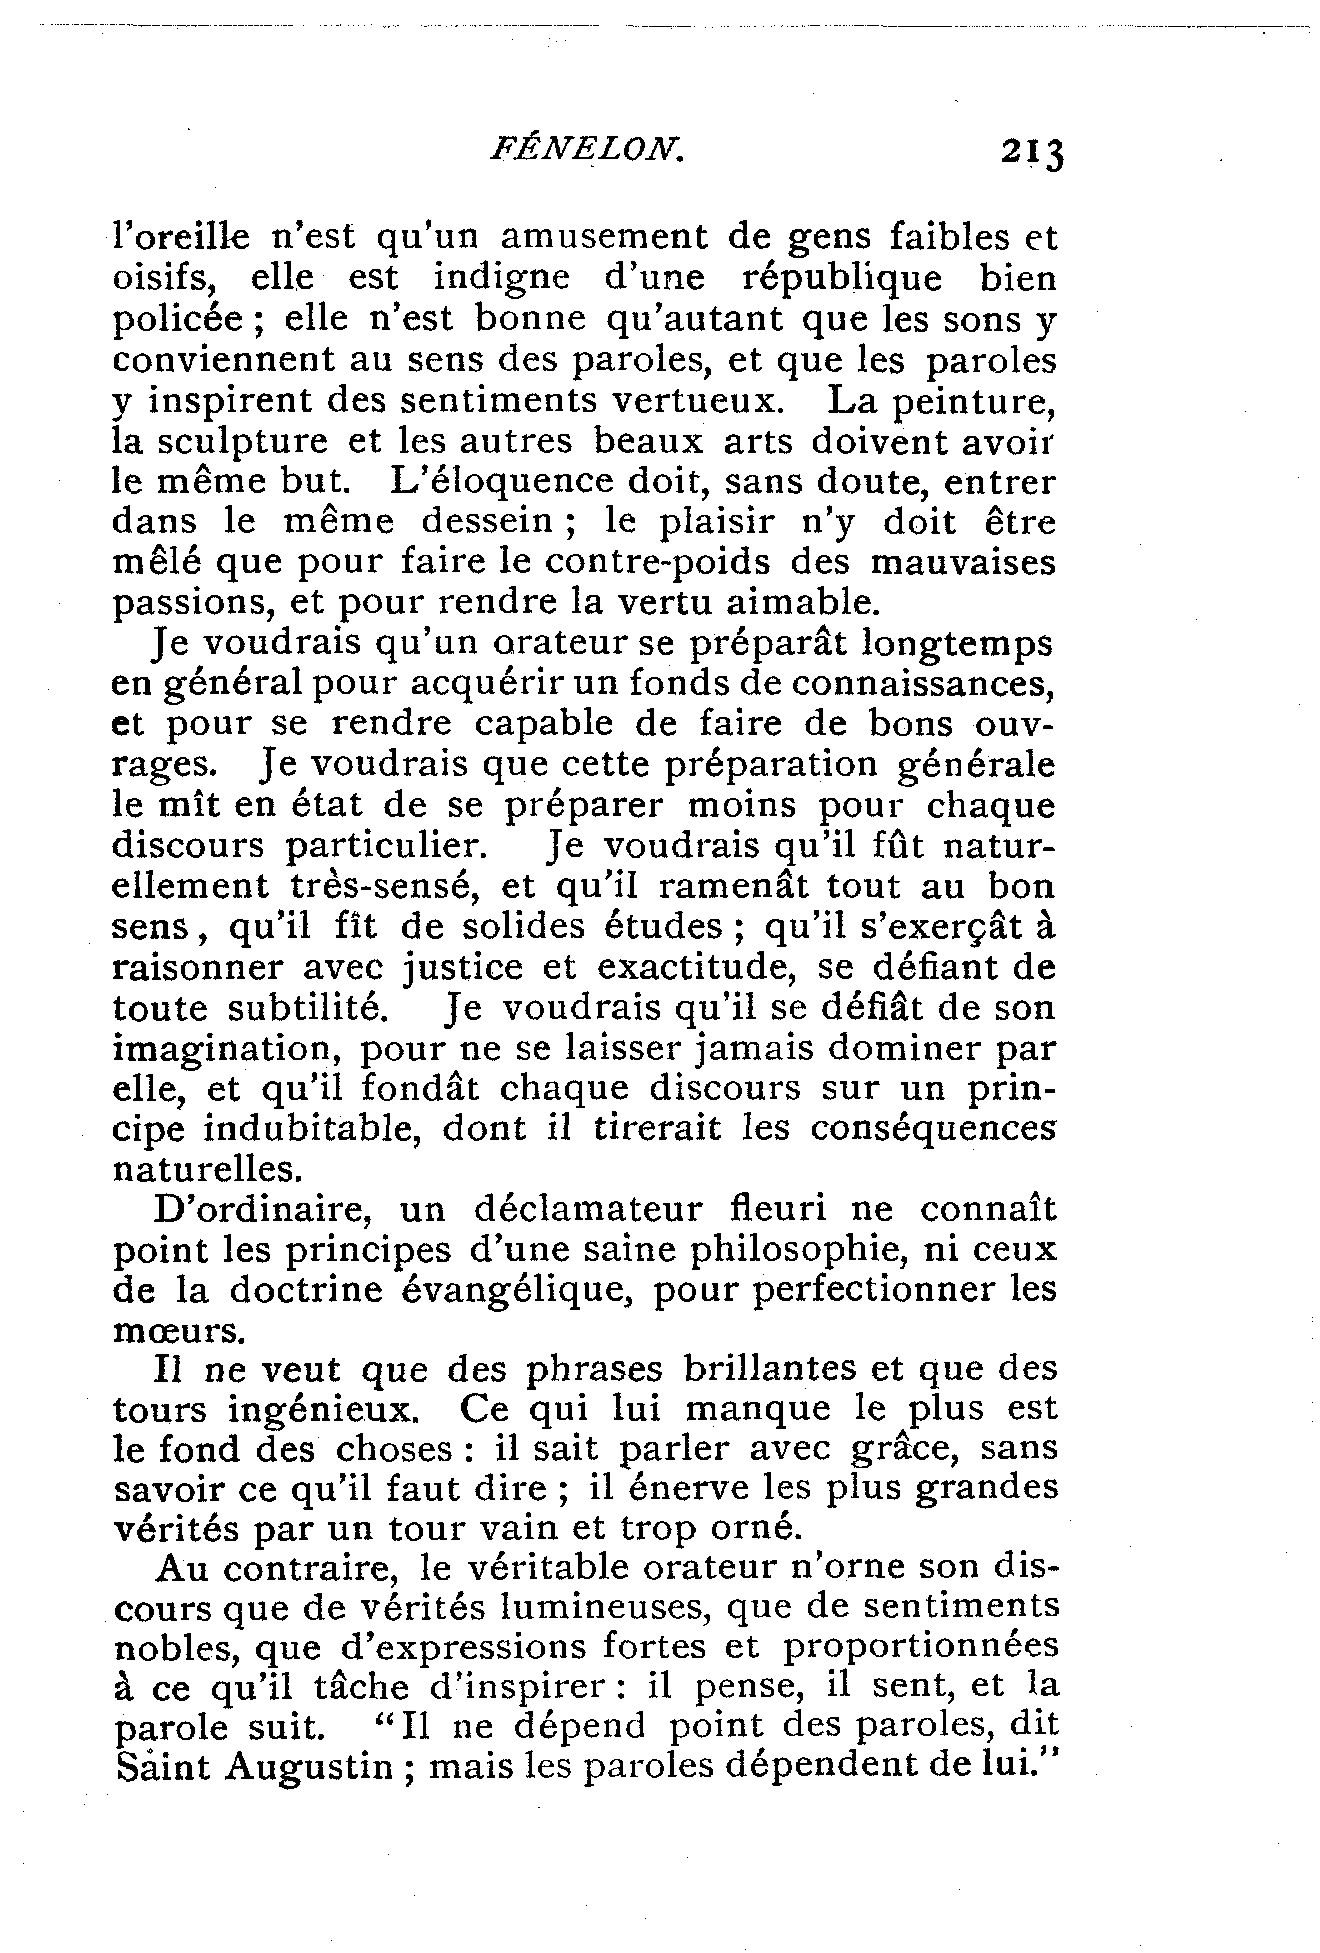 FÉNELON. 213
l'oreille n'est qu'un amusement de gens faibles et
oisifs, elle est indigne d'une république bien
policée ; elle n'est bonne qu'autant que les sons y
conviennent au sens des paroles, et que les paroles
y inspirent des sentiments vertueux. La peinture,
la sculpture et les autres beaux arts doivent avoir
le même but. L'éloquence doit, sans doute, entrer
dans le même dessein ; le plaisir n'y doit être
mêlé que pour faire le contre-poids des mauvaises
passions, et pour rendre la vertu aimable.
Je voudrais qu'un orateur se préparât longtemps
en général pour acquérir un fonds de connaissances,
et pour se rendre capable de faire de bons ouv-
rages. Je voudrais que cette préparation générale
le mît en état de se préparer moins pour chaque
discours particulier. Je voudrais qu'il fût natur-
ellement très-sensé, et qu'il ramenât tout au bon
sens, qu'il fît de solides études ; qu'il s'exerçât à
raisonner avec justice et exactitude, se défiant de
toute subtilité. Je voudrais qu'il se défiât de son
imagination, pour ne se laisser jamais dominer par
elle, et qu'il fondât chaque discours sur un prin-
cipe indubitable, dont il tirerait les conséquences
naturelles.
D'ordinaire, un déclamateur fleuri ne connaît
point les principes d'une saine philosophie, ni ceux
de la doctrine évangélique, pour perfectionner les
mœurs.
Il ne veut que des phrases brillantes et que des
tours ingénieux. Ce qui lui manque le plus est
le fond des choses : il sait parler avec grâce, sans
savoir ce qu'il faut dire ; il énerve les plus grandes
vérités par un tour vain et trop orné.
Au contraire, le véritable orateur n'orne son dis-
cours que de vérités lumineuses, que de sentiments
nobles, que d'expressions fortes et proportionnées
à ce qu'il tâche d'inspirer : il pense, il sent, et la
parole suit. “Il ne dépend point des paroles, dit
Saint Augustin ; mais les paroles dépendent de lui.”